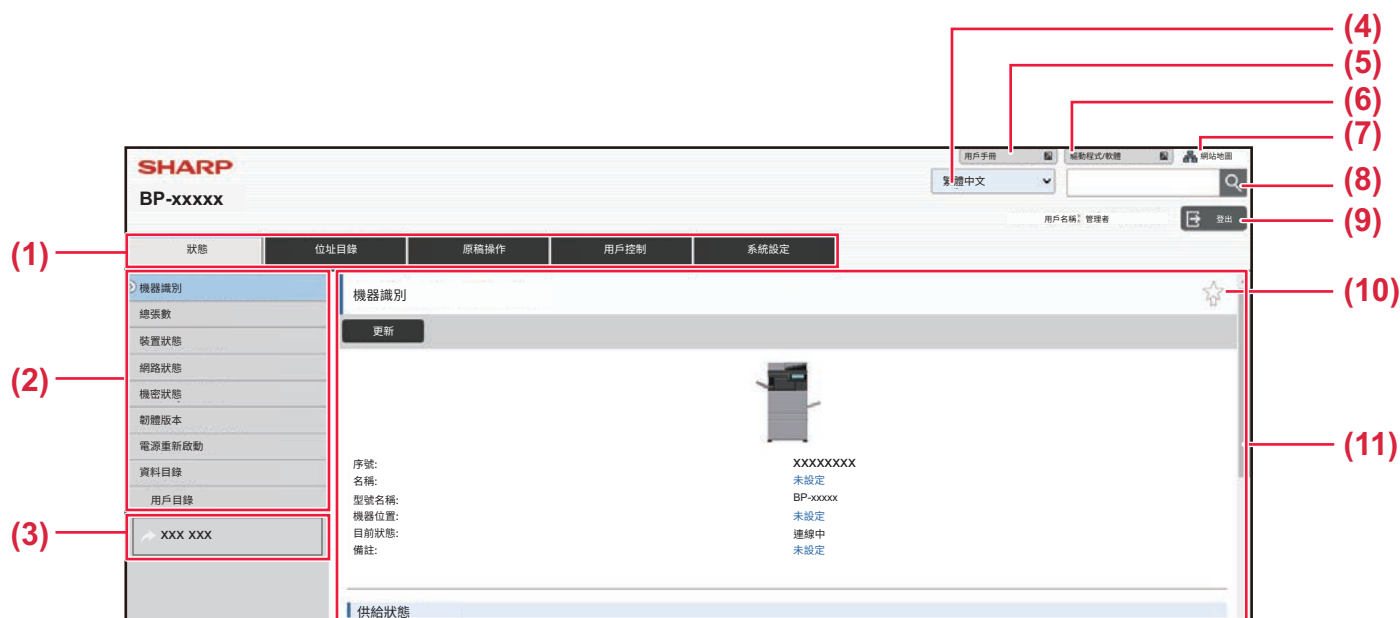 (4)
(5)
(6)
(7)
用戶手冊 驅動程式/軟體 網站地圖
SHARP
繁體中文
(8)
BP-xxxxx
用戶名稱: 管理者 登出
(9)
(1)
狀態 位址目錄 原稿操作 用戶控制 系統設定
機器識別
機器識別
(10)
總張數
更新
裝置狀態
網路狀態
(2)
機密狀態
韌體版本
電源重新啟動
(11)
資料目錄
序號: XXXXXXXX
名稱: 未設定
用戶目錄
型號名稱: BP-xxxxx
機器位置: 未設定
(3)
XXX XXX
目前狀態: 連線中
備註: 未設定
供給狀態